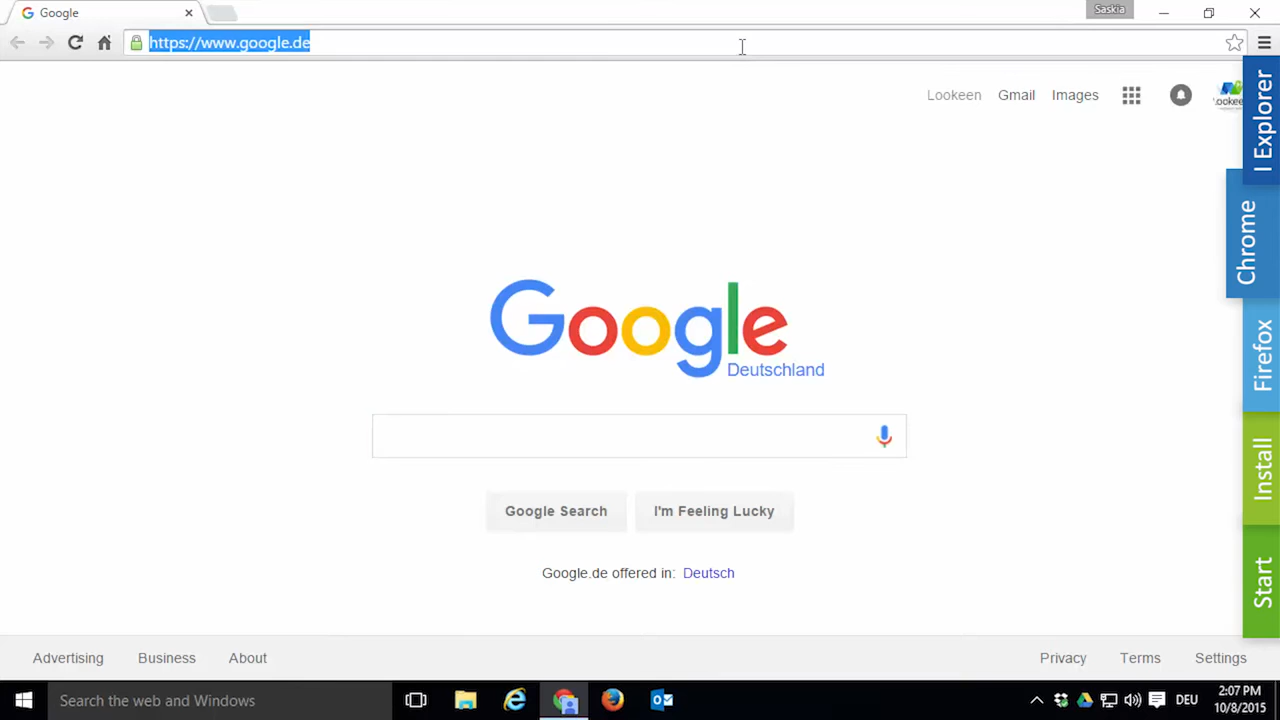 Google
Saskia
https://www.google.de
Lookeen Gmail Images
Lookeen
I Explorer
Chrome
Firefox
Install
Start
Google
Deutschland
Google Search I'm Feeling Lucky
Google.de offered in: Deutsch
Advertising Business About
Privacy Terms Settings
Search the web and Windows
DEU
2:07 PM
10/8/2015